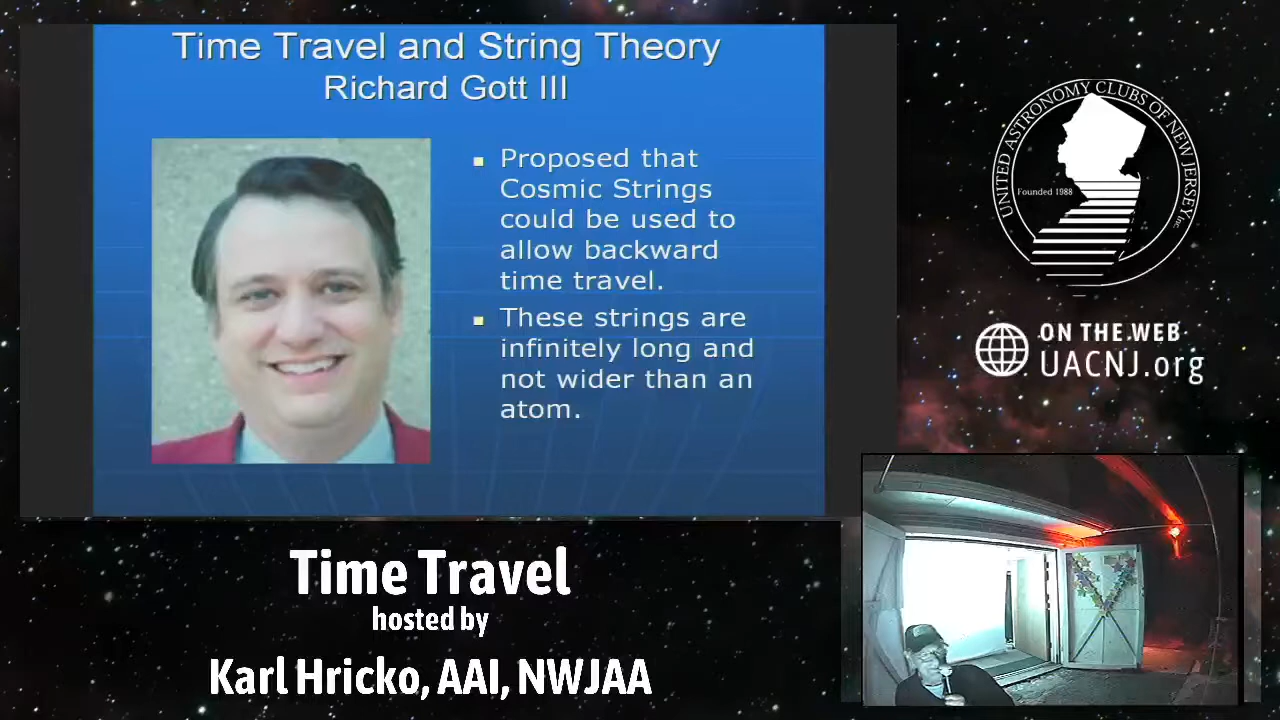 Time Travel and String Theory
Richard Gott III
▪ Proposed that
Cosmic Strings
could be used to
allow backward
time travel.
▪ These strings are
infinitely long and
not wider than an
atom.
UNITED ASTRONOMY CLUBS OF NEW JERSEY Inc.
Founded 1988
ON THE WEB
UACNJ.org
Time Travel
hosted by
Karl Hricko, AAI, NWJAA